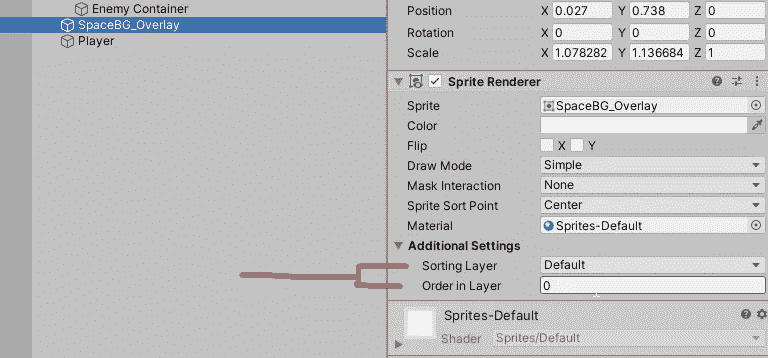 Enemy Container
SpaceBG_Overlay
Player
Position X 0.027 Y 0.738 Z 0
Rotation X 0 Y 0 Z 0
Scale X 1.078282 Y 1.136684 Z 1
Sprite Renderer
Sprite SpaceBG_Overlay
Color
Flip X Y
Draw Mode Simple
Mask Interaction None
Sprite Sort Point Center
Material Sprites-Default
Additional Settings
Sorting Layer Default
Order in Layer 0
Sprites-Default
Shader Sprites/Default